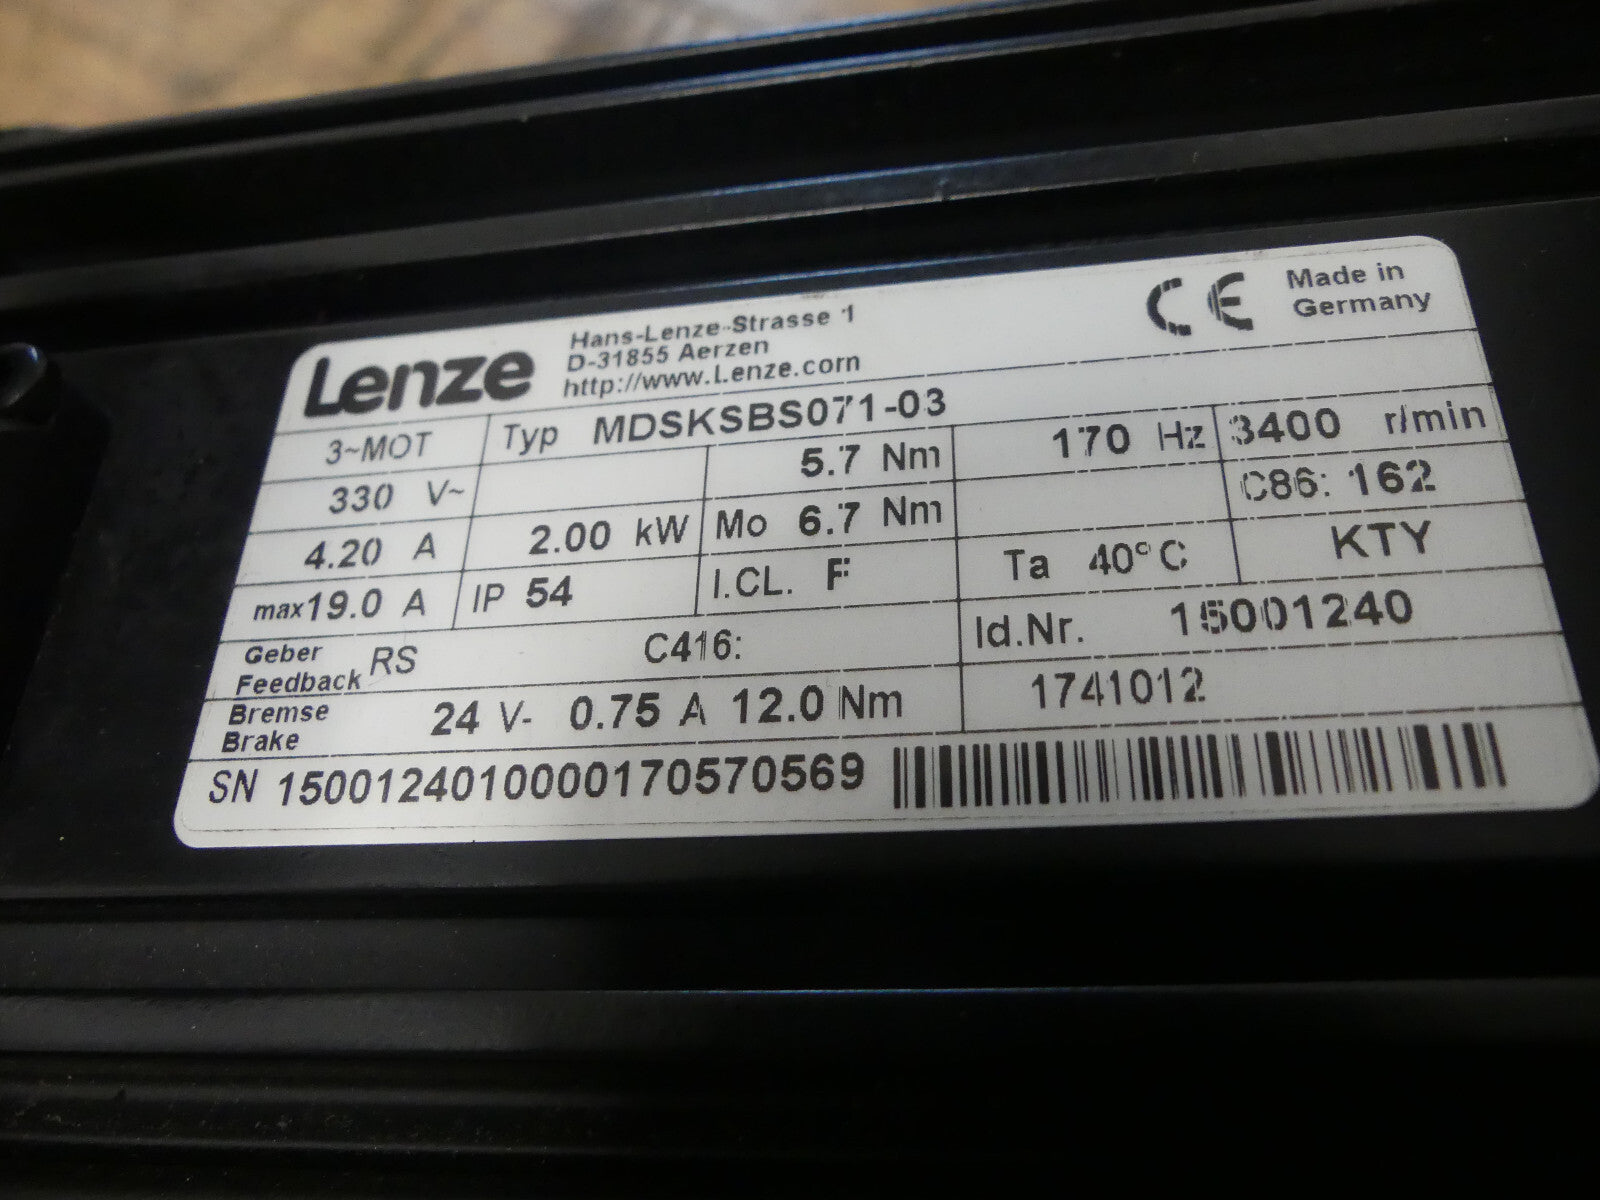 Lenze
Hans-Lenze-Strasse 1
D-31855 Aerzen
http://www.Lenze.com
CE
Made in
Germany
3~MOT Typ MDSKSBS071-03
330 V~ 5.7 Nm 170 Hz 3400 r/min
4.20 A 2.00 kW Mo 6.7 Nm C86: 162
max19.0 A IP 54 I.CL. F Ta 40°C KTY
Geber
Feedback RS C416: Id.Nr. 15001240
Bremse
Brake 24 V- 0.75 A 12.0 Nm 1741012
SN 15001240100000170570569